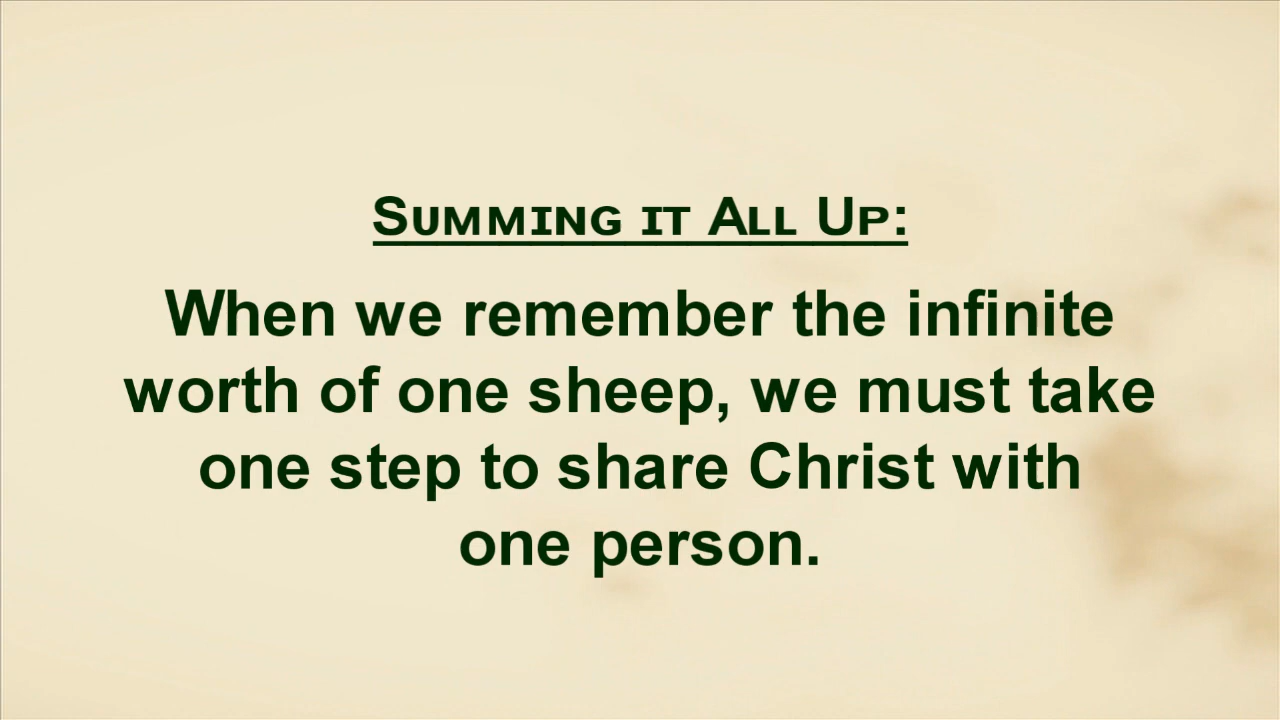 Summing it All Up:
When we remember the infinite
worth of one sheep, we must take
one step to share Christ with
one person.